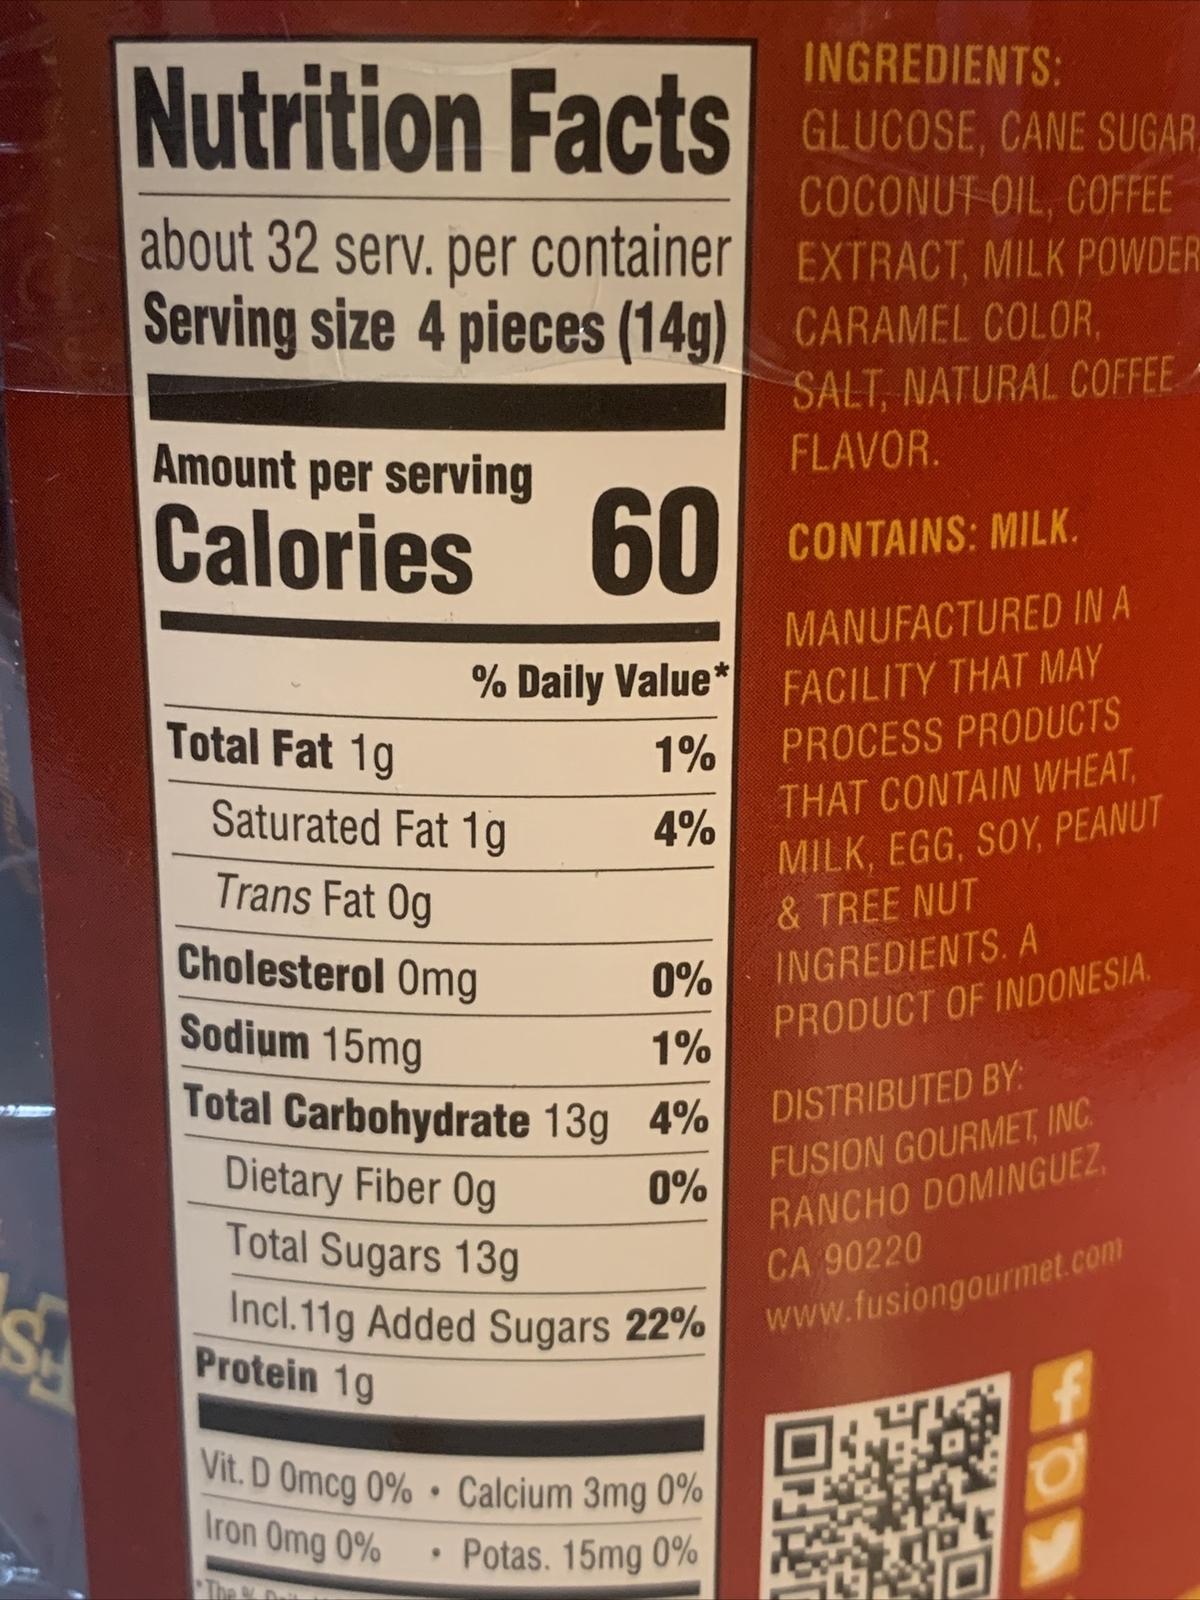 Nutrition Facts
about 32 serv. per container
Serving size 4 pieces (14g)
Amount per serving
Calories 60
% Daily Value*
Total Fat 1g 1%
Saturated Fat 1g 4%
Trans Fat 0g
Cholesterol 0mg 0%
Sodium 15mg 1%
Total Carbohydrate 13g 4%
Dietary Fiber 0g 0%
Total Sugars 13g
Incl.11g Added Sugars 22%
Protein 1g
Vit. D 0mcg 0% • Calcium 3mg 0%
Iron 0mg 0% • Potas. 15mg 0%
*The %
INGREDIENTS:
GLUCOSE, CANE SUGAR,
COCONUT OIL, COFFEE
EXTRACT, MILK POWDER
CARAMEL COLOR,
SALT, NATURAL COFFEE
FLAVOR.
CONTAINS: MILK.
MANUFACTURED IN A
FACILITY THAT MAY
PROCESS PRODUCTS
THAT CONTAIN WHEAT,
MILK, EGG, SOY, PEANUT
& TREE NUT
INGREDIENTS. A
PRODUCT OF INDONESIA.
DISTRIBUTED BY:
FUSION GOURMET, INC.
RANCHO DOMINGUEZ,
CA 90220
www.fusiongourmet.com